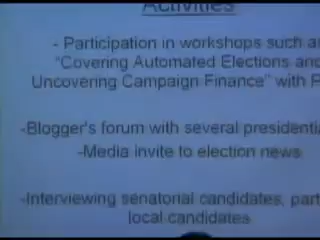 Activities
- Participation in workshops such as
"Covering Automated Elections and
Uncovering Campaign Finance" with P
-Blogger's forum with several presidentia
-Media invite to election news
-Interviewing senatorial candidates, part
local candidates